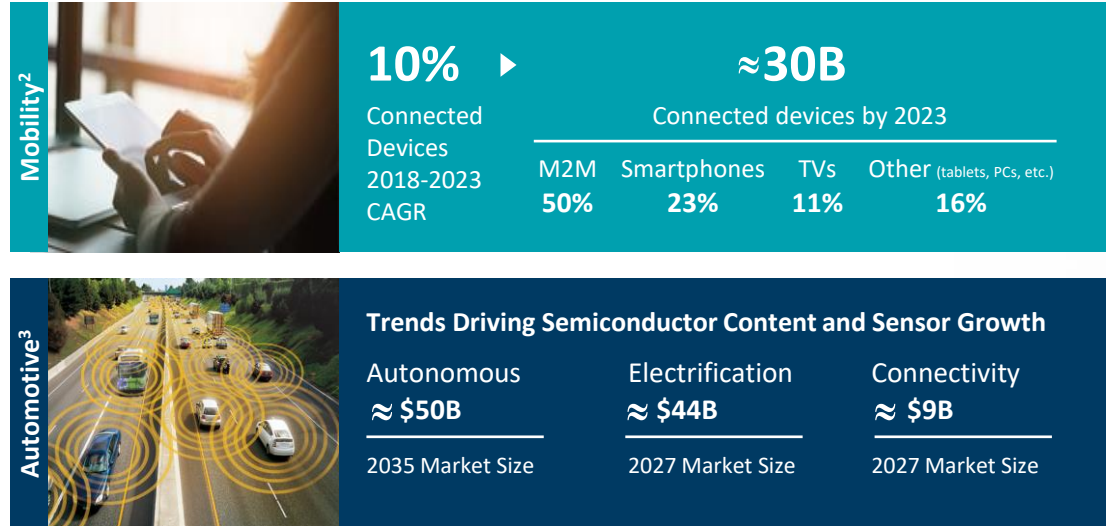 Mobility2
10% ▶ ≈30B
Connected
Devices
2018-2023
CAGR
Connected devices by 2023
M2M Smartphones TVs Other (tablets, PCs, etc.)
50% 23% 11% 16%
Automotive3
Trends Driving Semiconductor Content and Sensor Growth
Autonomous Electrification Connectivity
≈ $50B ≈ $44B ≈ $9B
2035 Market Size 2027 Market Size 2027 Market Size